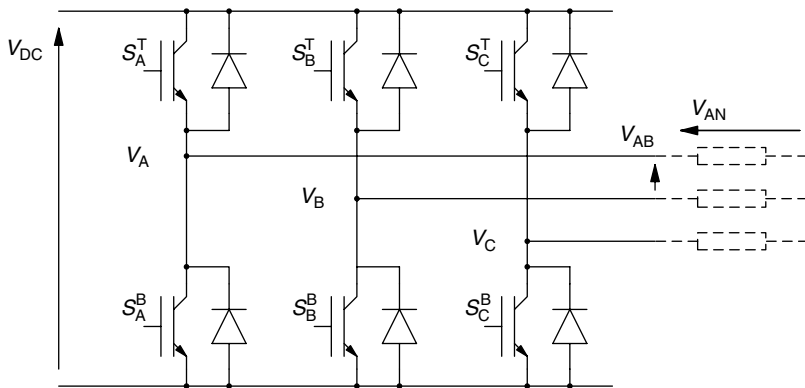 V_DC
S_A^T
S_B^T
S_C^T
V_AN
V_AB
V_A
V_B
V_C
S_A^B
S_B^B
S_C^B